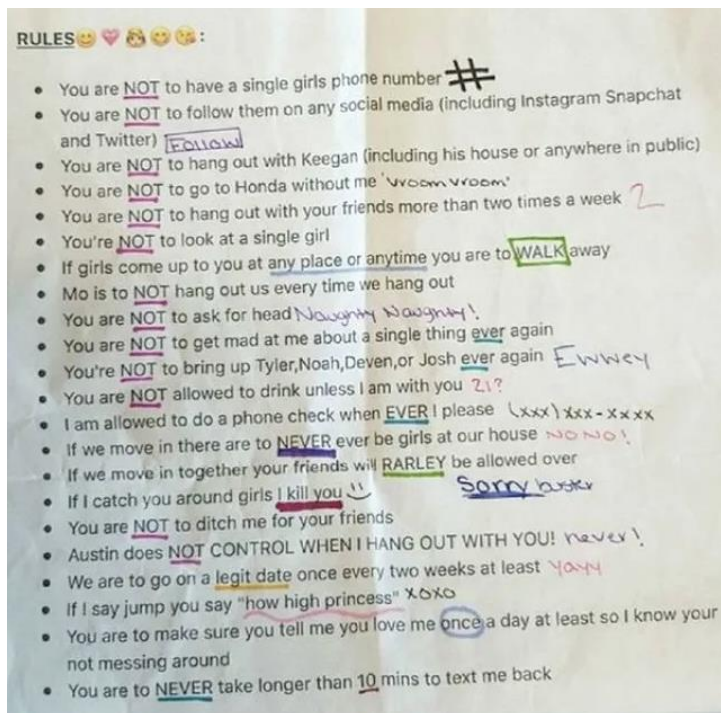 RULES😊💗👸😋😘:
• You are NOT to have a single girls phone number #
• You are NOT to follow them on any social media (including Instagram Snapchat
and Twitter) Follow
• You are NOT to hang out with Keegan (including his house or anywhere in public)
• You are NOT to go to Honda without me 'vroom vroom'
• You are NOT to hang out with your friends more than two times a week 2
• You're NOT to look at a single girl
• If girls come up to you at any place or anytime you are to WALK away
• Mo is to NOT hang out us every time we hang out
• You are NOT to ask for head Naughty Naughty!
• You are NOT to get mad at me about a single thing ever again
• You're NOT to bring up Tyler,Noah,Deven,or Josh ever again Ewwey
• You are NOT allowed to drink unless I am with you 21?
• I am allowed to do a phone check when EVER I please (xxx)xxx-xxxx
• If we move in there are to NEVER ever be girls at our house NO NO!
• If we move in together your friends will RARLEY be allowed over
Sorry buster
• If I catch you around girls I kill you :)
• You are NOT to ditch me for your friends
• Austin does NOT CONTROL WHEN I HANG OUT WITH YOU! never!
• We are to go on a legit date once every two weeks at least Yayy
• If I say jump you say "how high princess" XOXO
• You are to make sure you tell me you love me once a day at least so I know your
not messing around
• You are to NEVER take longer than 10 mins to text me back